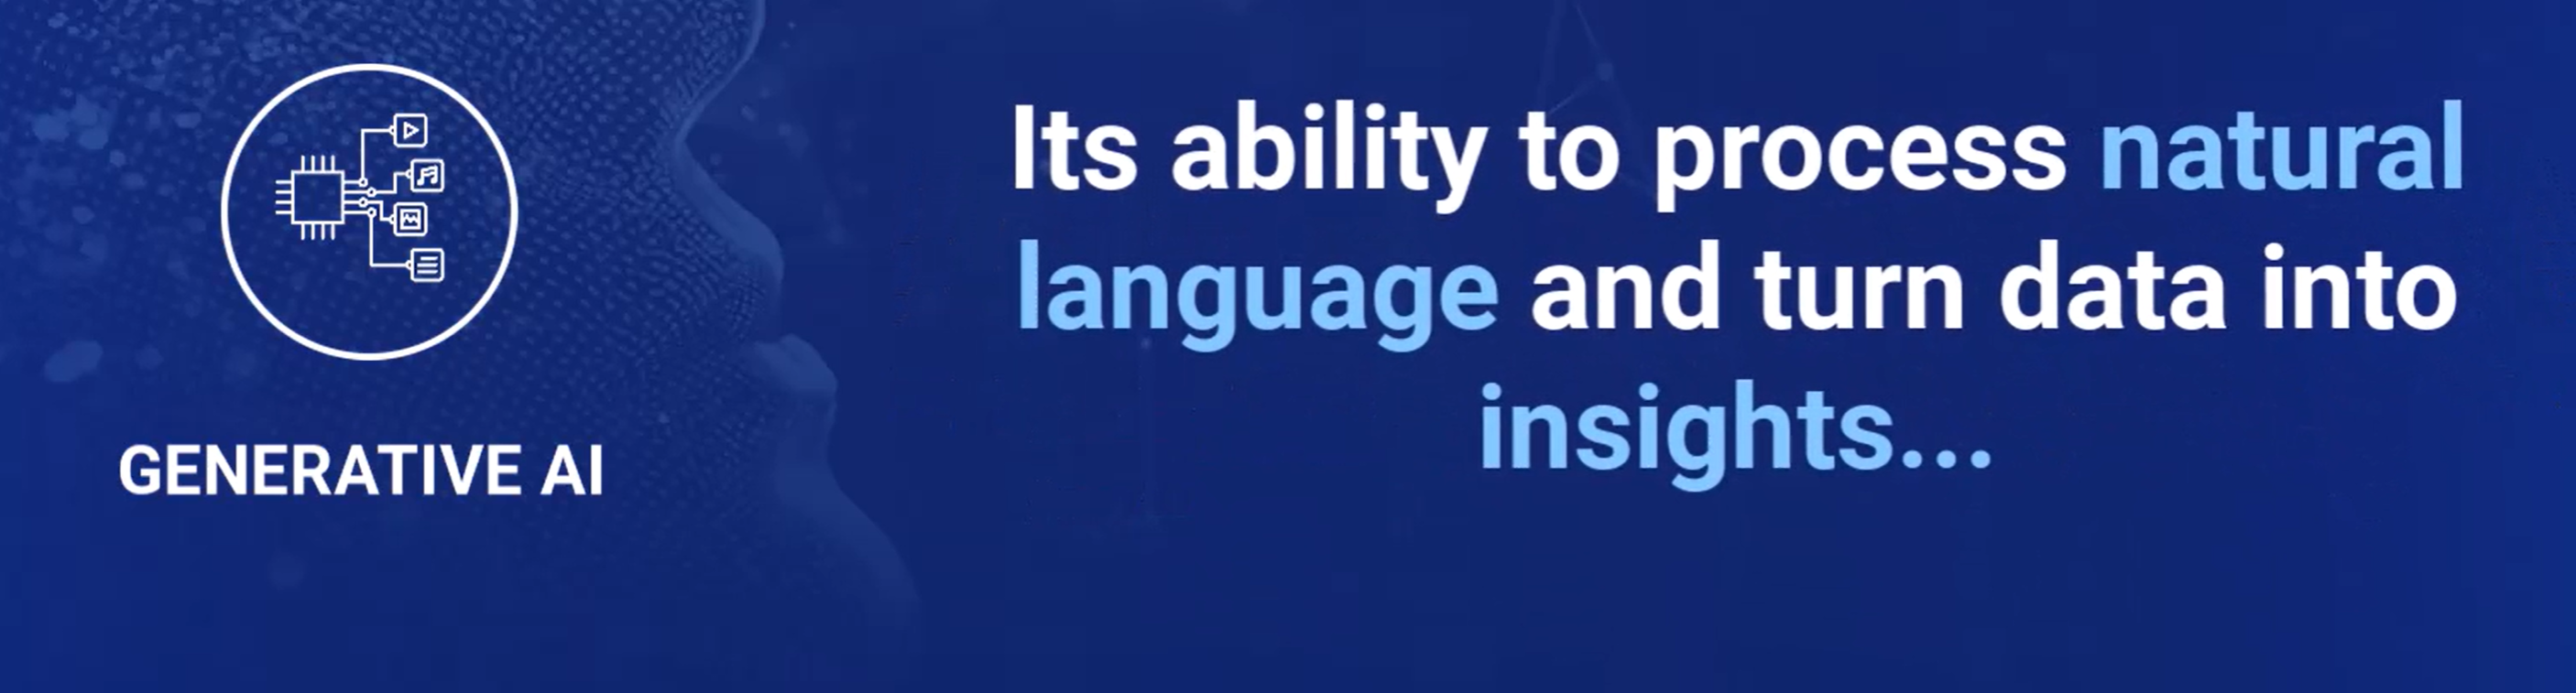 GENERATIVE AI
Its ability to process natural
language and turn data into
insights...